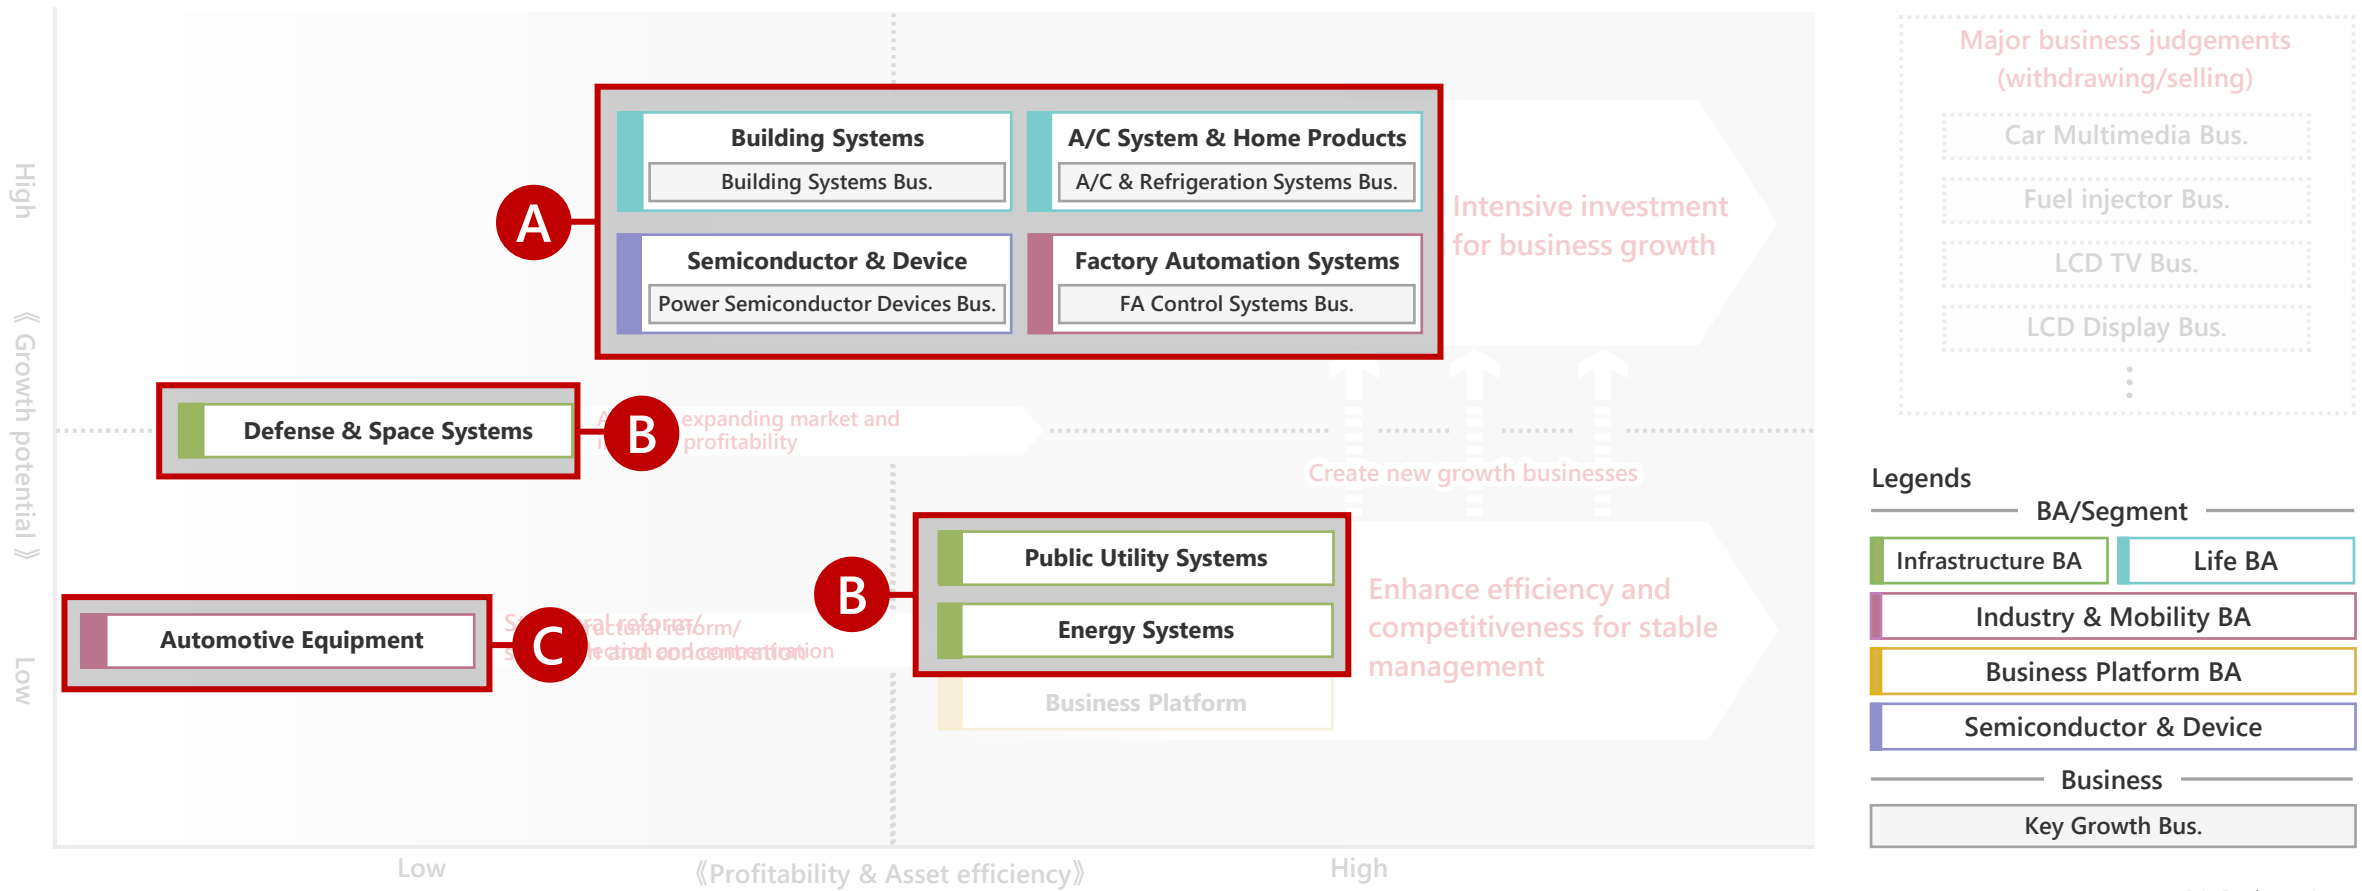 High
《 Growth potential 》
Low
A
Building Systems
Building Systems Bus.
A/C System & Home Products
A/C & Refrigeration Systems Bus.
Semiconductor & Device
Power Semiconductor Devices Bus.
Factory Automation Systems
FA Control Systems Bus.
Intensive investment
for business growth
Defense & Space Systems
B
expanding market and
profitability
Create new growth businesses
B
Public Utility Systems
Energy Systems
Business Platform
Enhance efficiency and
competitiveness for stable
management
Automotive Equipment
C
reform/
and concentration
Low
《Profitability & Asset efficiency》
High
Major business judgements
(withdrawing/selling)
Car Multimedia Bus.
Fuel injector Bus.
LCD TV Bus.
LCD Display Bus.
Legends
BA/Segment
Infrastructure BA
Life BA
Industry & Mobility BA
Business Platform BA
Semiconductor & Device
Business
Key Growth Bus.